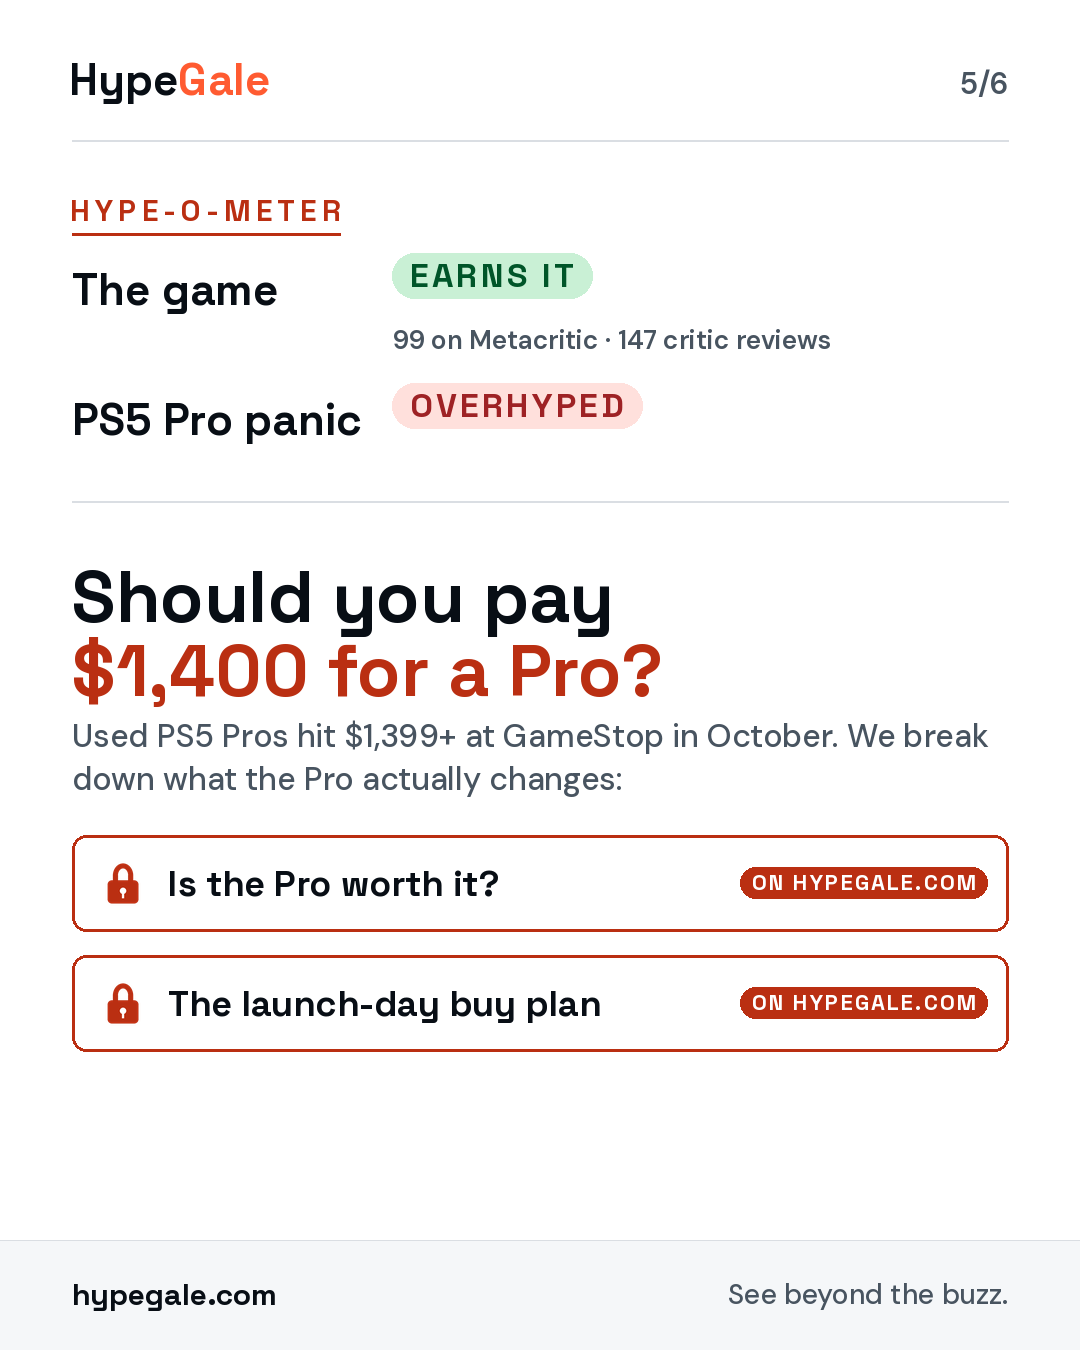 HypeGale
5/6
HYPE-O-METER
The game
EARNS IT
99 on Metacritic · 147 critic reviews
PS5 Pro panic
OVERHYPED
Should you pay
$1,400 for a Pro?
Used PS5 Pros hit $1,399+ at GameStop in October. We break
down what the Pro actually changes:
Is the Pro worth it?
ON HYPEGALE.COM
The launch-day buy plan
ON HYPEGALE.COM
hypegale.com
See beyond the buzz.